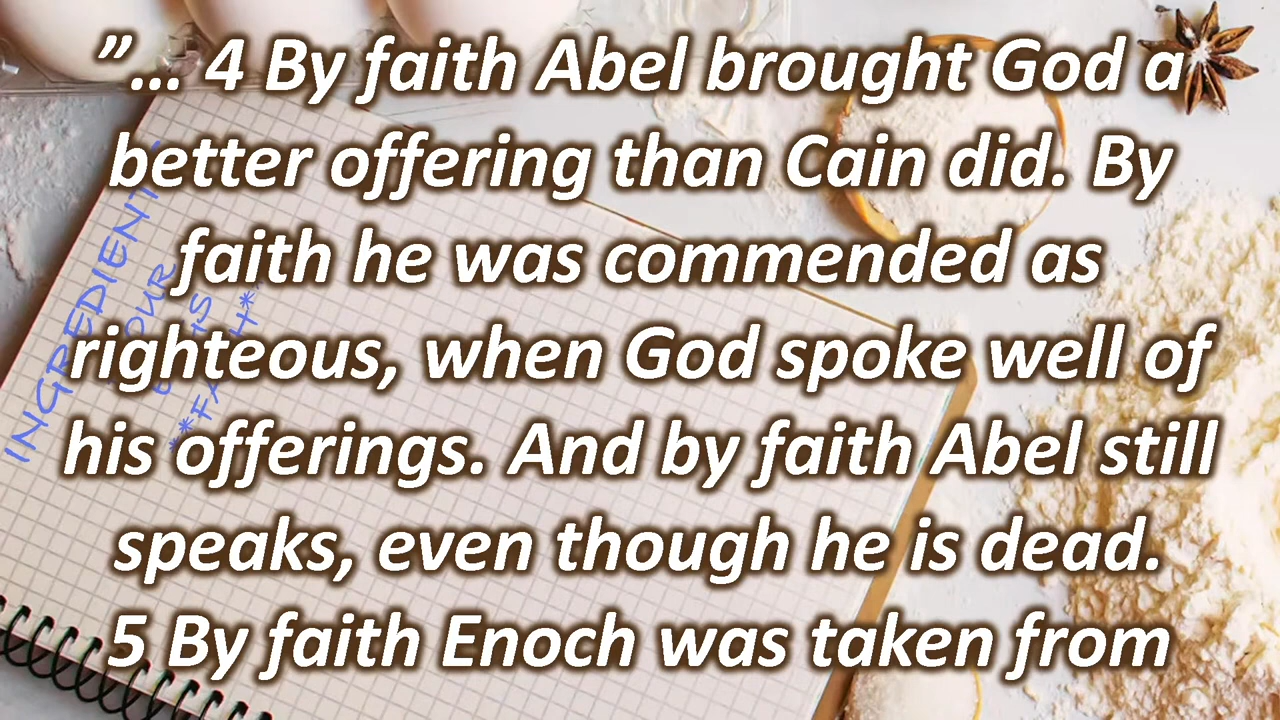 ”... 4 By faith Abel brought God a
better offering than Cain did. By
faith he was commended as
righteous, when God spoke well of
his offerings. And by faith Abel still
speaks, even though he is dead.
5 By faith Enoch was taken from
INGREDIENTS